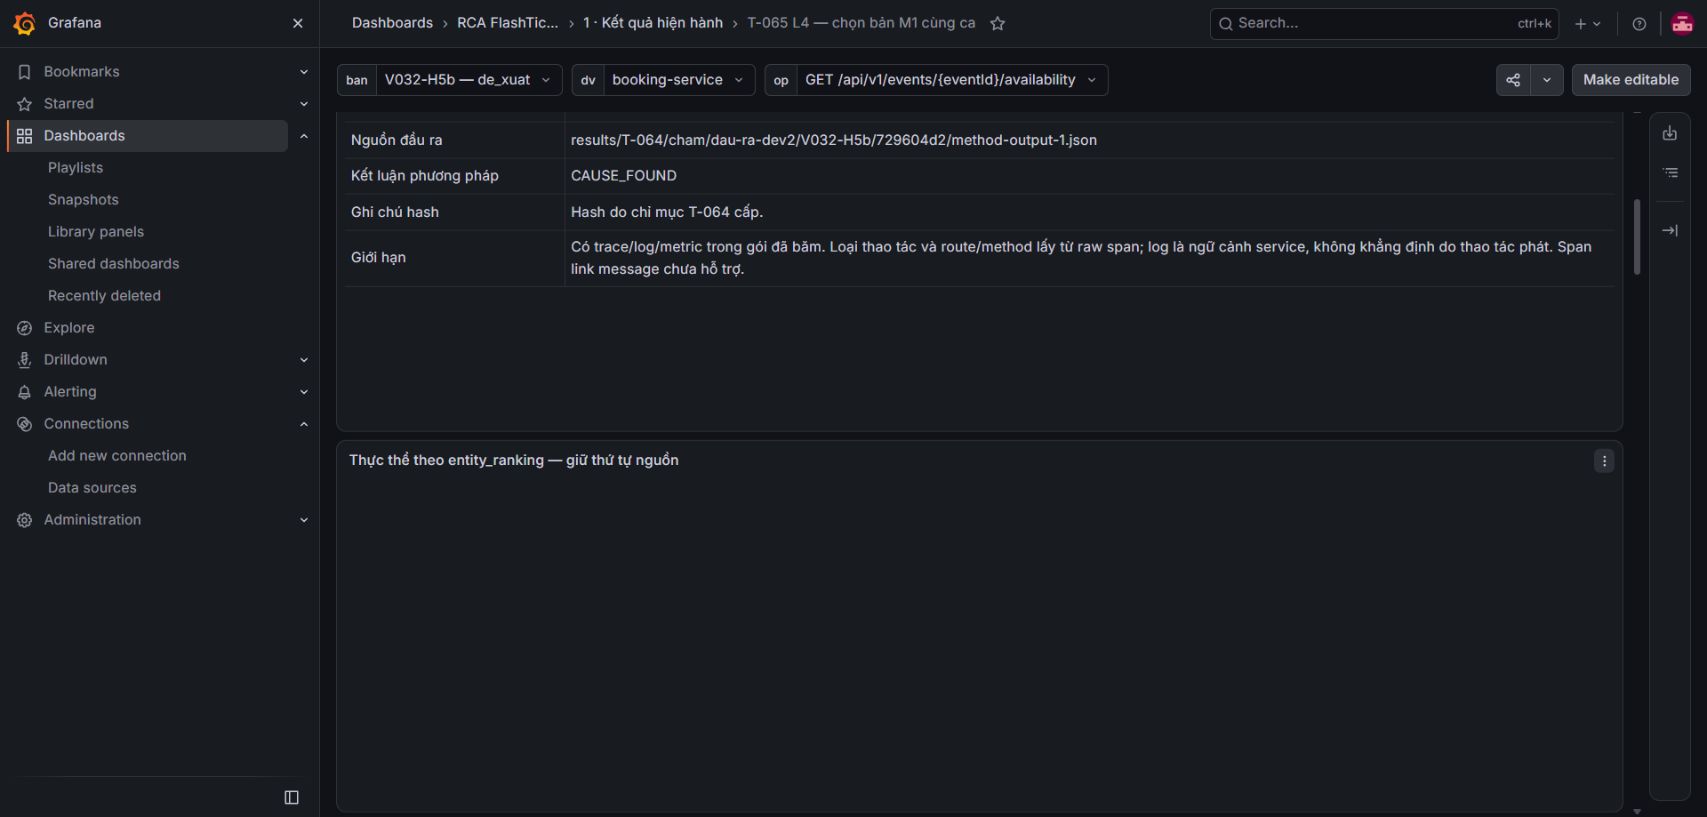 Grafana
Dashboards › RCA FlashTic... › 1 · Kết quả hiện hành › T-065 L4 — chọn bản M1 cùng ca
Search...
ctrl+k
Bookmarks
Starred
Dashboards
Playlists
Snapshots
Library panels
Shared dashboards
Recently deleted
Explore
Drilldown
Alerting
Connections
Add new connection
Data sources
Administration
ban V032-H5b — de_xuat
dv booking-service
op GET /api/v1/events/{eventId}/availability
Make editable
Nguồn đầu ra results/T-064/cham/dau-ra-dev2/V032-H5b/729604d2/method-output-1.json
Kết luận phương pháp CAUSE_FOUND
Ghi chú hash Hash do chỉ mục T-064 cấp.
Giới hạn Có trace/log/metric trong gói đã băm. Loại thao tác và route/method lấy từ raw span; log là ngữ cảnh service, không khẳng định do thao tác phát. Span
link message chưa hỗ trợ.
Thực thể theo entity_ranking — giữ thứ tự nguồn